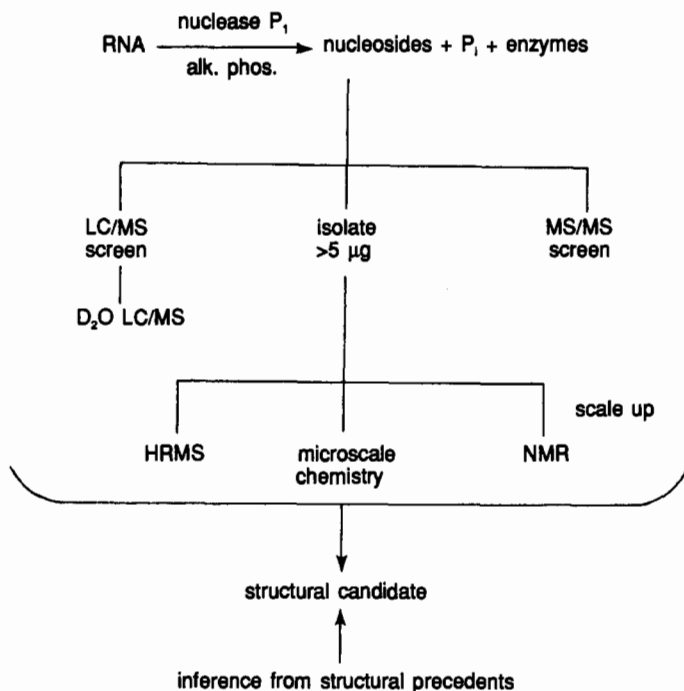 nuclease P₁
RNA
nucleosides + Pᵢ + enzymes
alk. phos.
LC/MS
screen
isolate
>5 µg
MS/MS
screen
D₂O LC/MS
scale up
HRMS
microscale
chemistry
NMR
structural candidate
inference from structural precedents